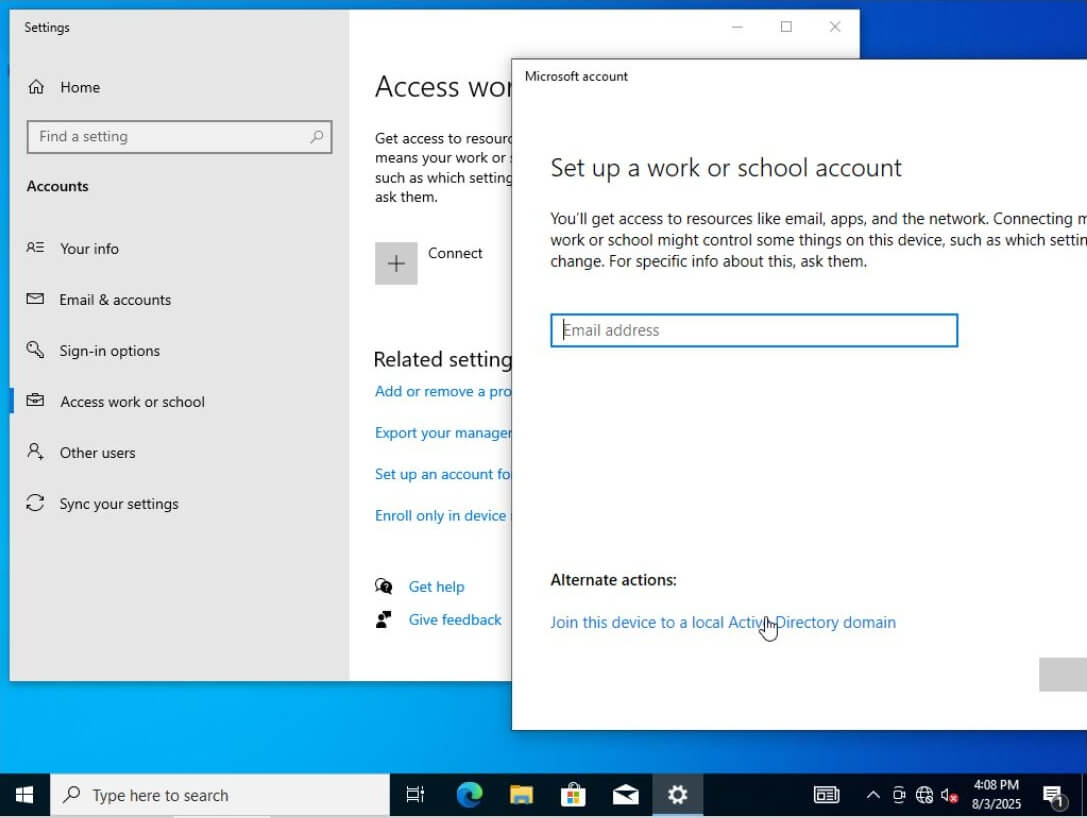 Settings
Home
Find a setting
Accounts
Your info
Email & accounts
Sign-in options
Access work or school
Other users
Sync your settings
Access wor
Get access to resourc
means your work or
such as which setting
ask them.
Connect
Related setting
Add or remove a pro
Export your manager
Set up an account fo
Enroll only in device
Get help
Give feedback
Microsoft account
Set up a work or school account
You'll get access to resources like email, apps, and the network. Connecting m
work or school might control some things on this device, such as which settin
change. For specific info about this, ask them.
Email address
Alternate actions:
Join this device to a local Active Directory domain
Type here to search
4:08 PM
8/3/2025
1